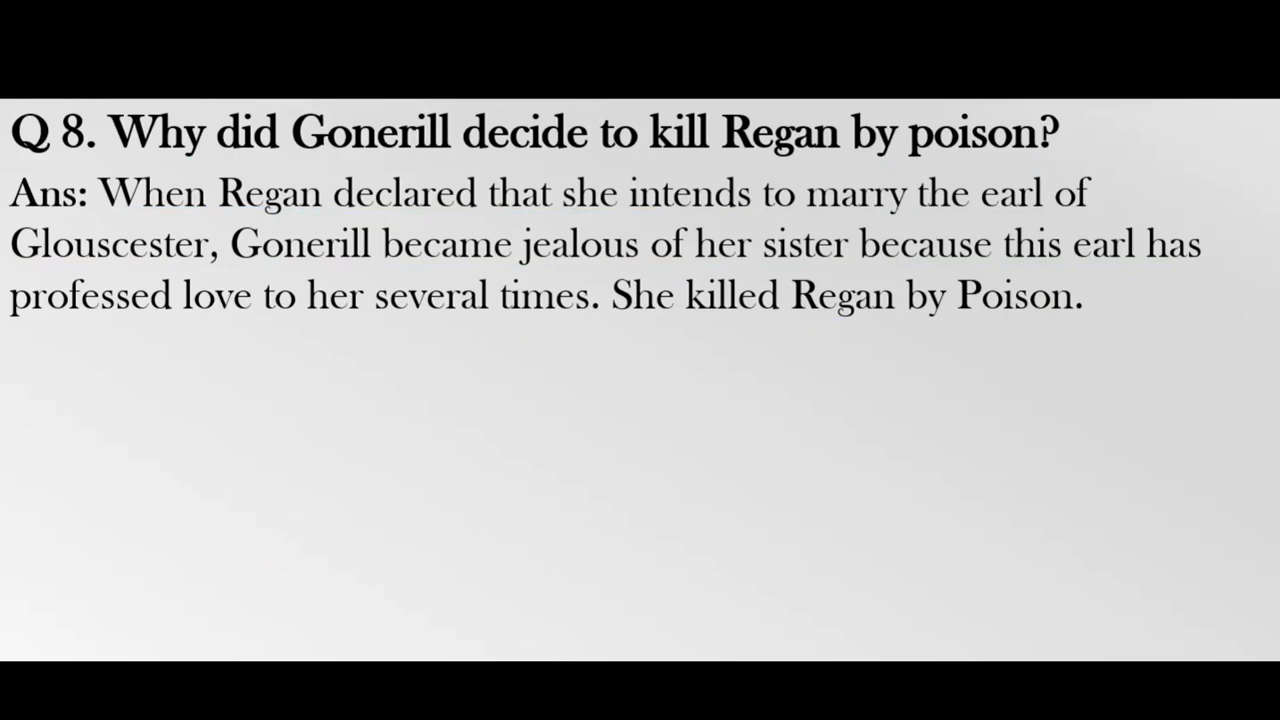 Q 8. Why did Gonerill decide to kill Regan by poison?
Ans: When Regan declared that she intends to marry the earl of
Glouscester, Gonerill became jealous of her sister because this earl has
professed love to her several times. She killed Regan by Poison.